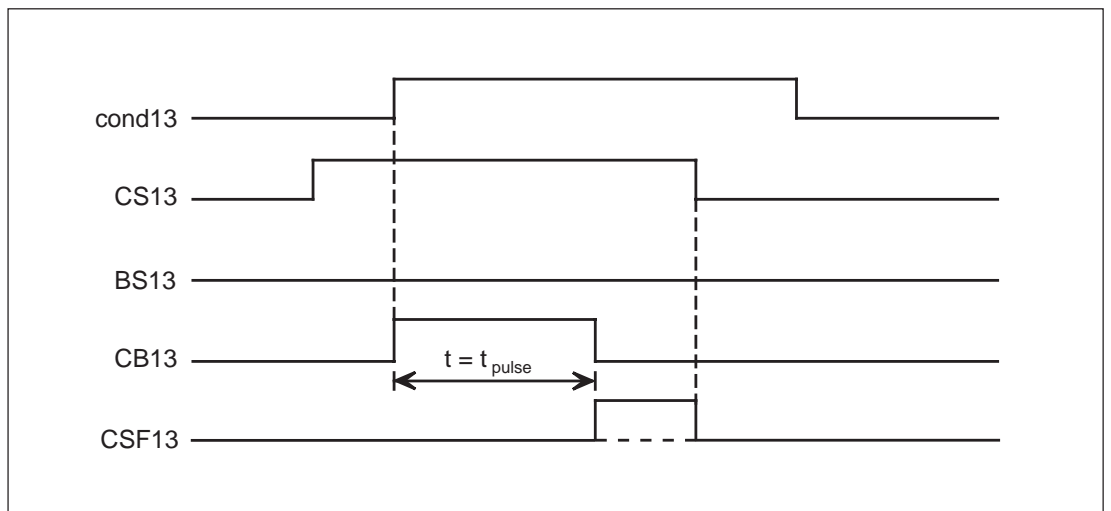 cond13
CS13
BS13
CB13
t = t pulse
CSF13